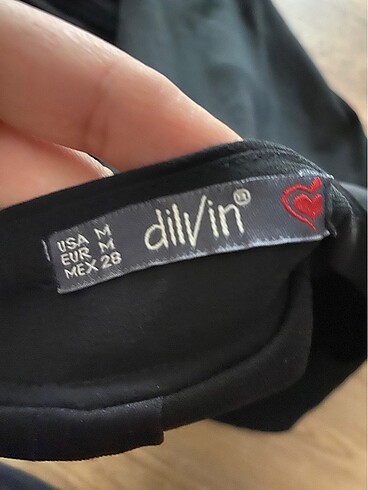 USA M
EUR M
MEX 28
dilvin®